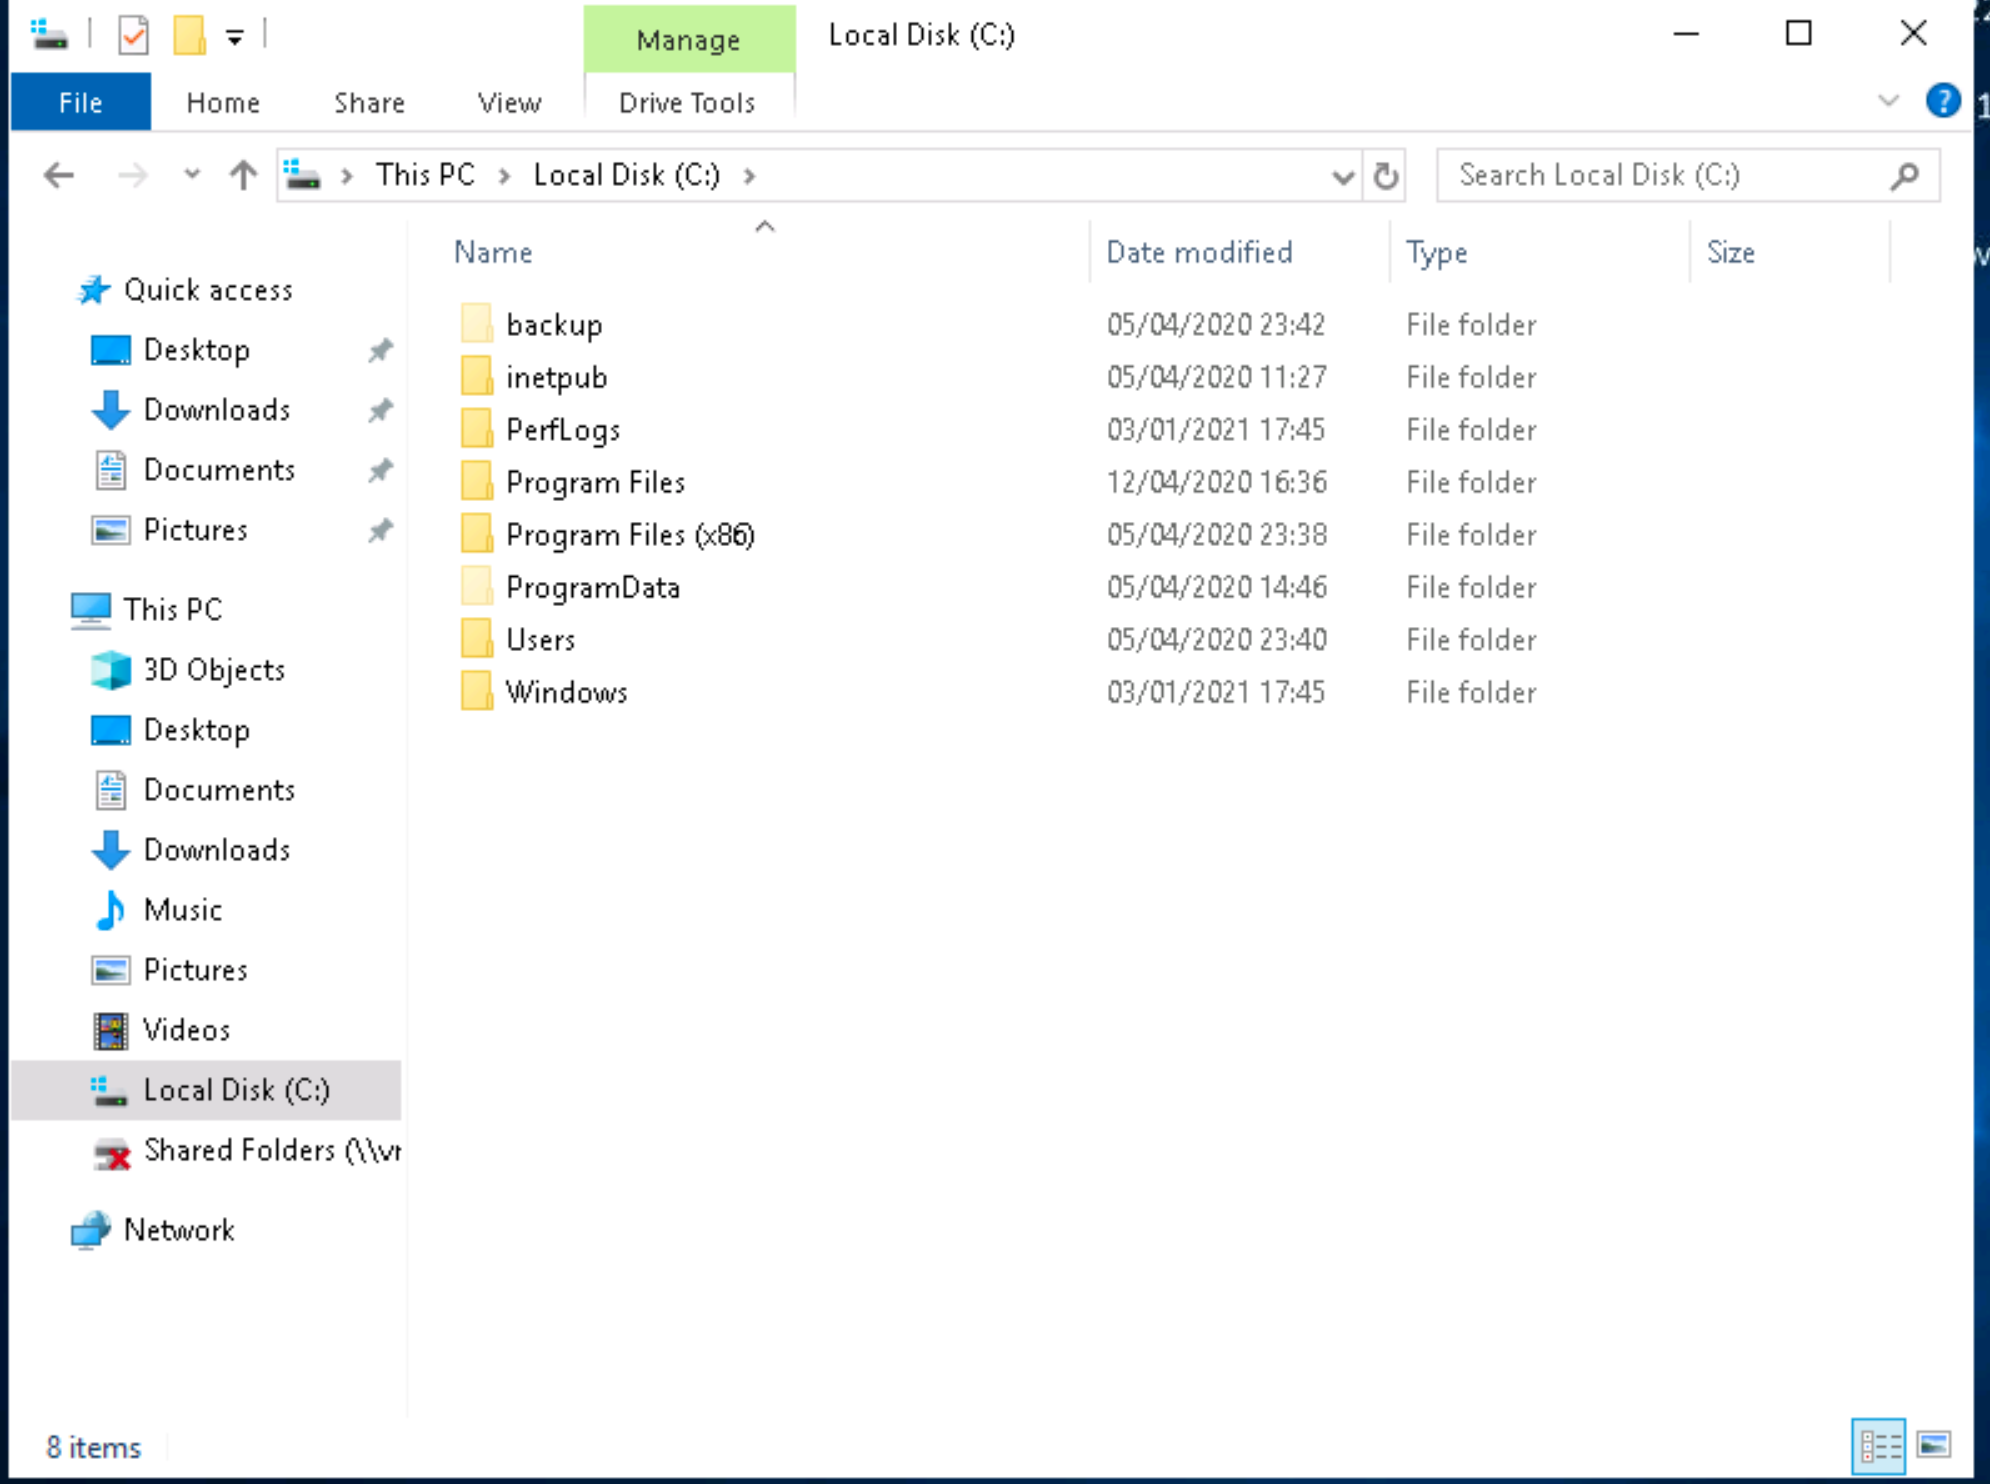 Manage
Local Disk (C:)
File
Home
Share
View
Drive Tools
This PC
Local Disk (C:)
Search Local Disk (C:)
Name
Date modified
Type
Size
Quick access
Desktop
Downloads
Documents
Pictures
This PC
3D Objects
Desktop
Documents
Downloads
Music
Pictures
Videos
Local Disk (C:)
Shared Folders (\\vr
Network
backup 05/04/2020 23:42 File folder
inetpub 05/04/2020 11:27 File folder
PerfLogs 03/01/2021 17:45 File folder
Program Files 12/04/2020 16:36 File folder
Program Files (x86) 05/04/2020 23:38 File folder
ProgramData 05/04/2020 14:46 File folder
Users 05/04/2020 23:40 File folder
Windows 03/01/2021 17:45 File folder
8 items